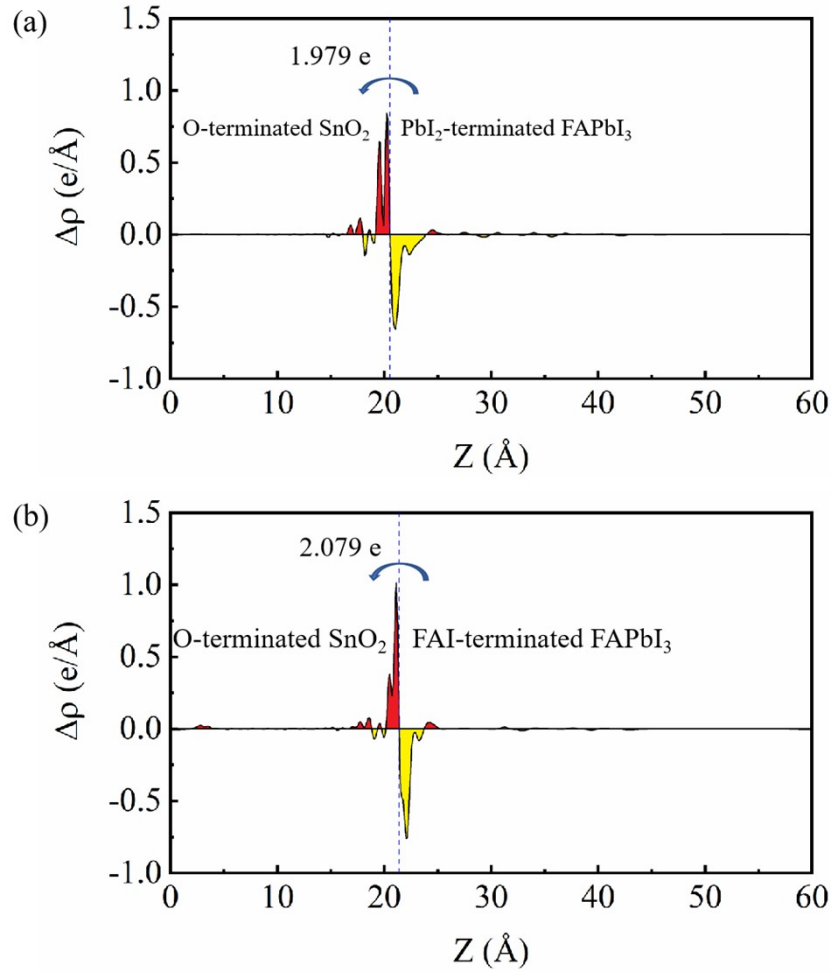 (a)
1.5
1.979 e
1.0
O-terminated SnO₂ PbI₂-terminated FAPbI₃
0.5
0.0
-0.5
-1.0
Δρ (e/Å)
0 10 20 30 40 50 60
Z (Å)
(b)
1.5
2.079 e
1.0
O-terminated SnO₂ FAI-terminated FAPbI₃
0.5
0.0
-0.5
-1.0
Δρ (e/Å)
0 10 20 30 40 50 60
Z (Å)